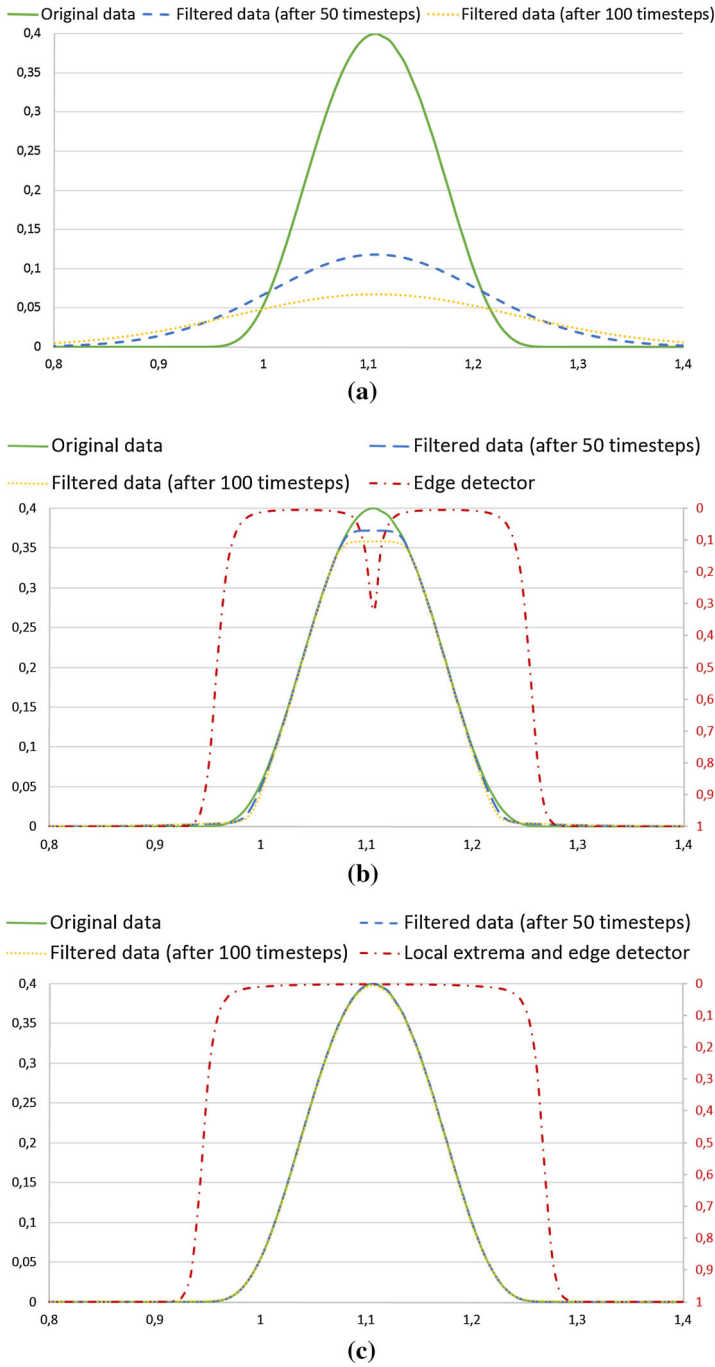 Original data Filtered data (after 50 timesteps) Filtered data (after 100 timesteps)
0,4
0,35
0,3
0,25
0,2
0,15
0,1
0,05
0
0,8 0,9 1 1,1 1,2 1,3 1,4
(a)
Original data Filtered data (after 50 timesteps)
Filtered data (after 100 timesteps) Edge detector
0,4 0
0,35 0,1
0,3 0,2
0,25 0,3
0,2 0,4
0,15 0,5
0,1 0,6
0,05 0,7
0 0,8
0,9
1
0,8 0,9 1 1,1 1,2 1,3 1,4
(b)
Original data Filtered data (after 50 timesteps)
Filtered data (after 100 timesteps) Local extrema and edge detector
0,4 0
0,35 0,1
0,3 0,2
0,25 0,3
0,2 0,4
0,15 0,5
0,1 0,6
0,05 0,7
0 0,8
0,9
1
0,8 0,9 1 1,1 1,2 1,3 1,4
(c)